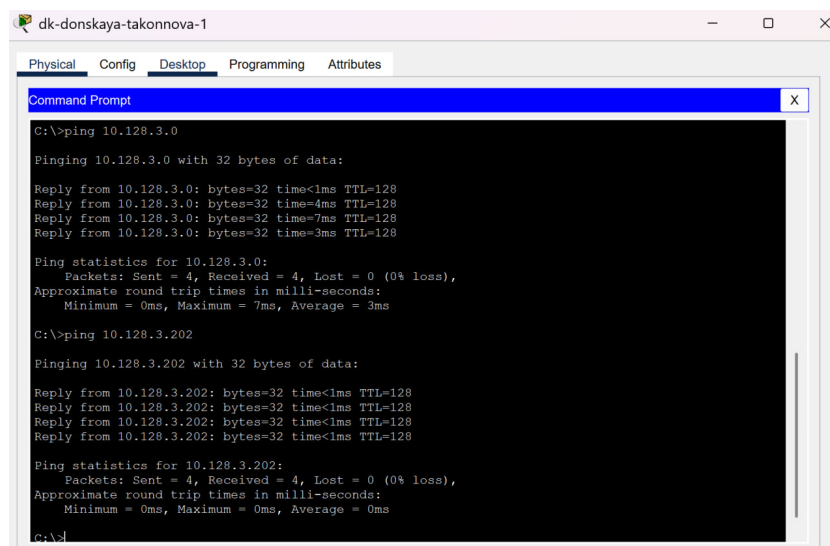 dk-donskaya-takonnova-1
Physical Config Desktop Programming Attributes
Command Prompt X
C:\>ping 10.128.3.0
Pinging 10.128.3.0 with 32 bytes of data:
Reply from 10.128.3.0: bytes=32 time<1ms TTL=128
Reply from 10.128.3.0: bytes=32 time=4ms TTL=128
Reply from 10.128.3.0: bytes=32 time=7ms TTL=128
Reply from 10.128.3.0: bytes=32 time=3ms TTL=128
Ping statistics for 10.128.3.0:
Packets: Sent = 4, Received = 4, Lost = 0 (0% loss),
Approximate round trip times in milli-seconds:
Minimum = 0ms, Maximum = 7ms, Average = 3ms
C:\>ping 10.128.3.202
Pinging 10.128.3.202 with 32 bytes of data:
Reply from 10.128.3.202: bytes=32 time<1ms TTL=128
Reply from 10.128.3.202: bytes=32 time<1ms TTL=128
Reply from 10.128.3.202: bytes=32 time<1ms TTL=128
Reply from 10.128.3.202: bytes=32 time<1ms TTL=128
Ping statistics for 10.128.3.202:
Packets: Sent = 4, Received = 4, Lost = 0 (0% loss),
Approximate round trip times in milli-seconds:
Minimum = 0ms, Maximum = 0ms, Average = 0ms
C:\>